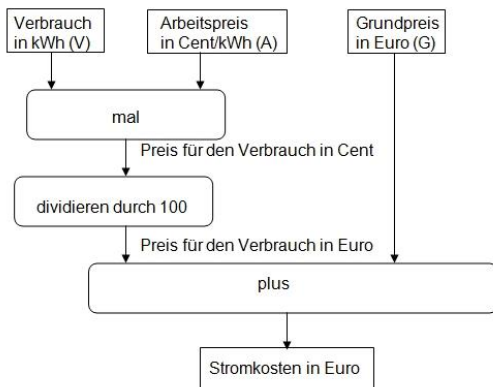 Verbrauch
in kWh (V)
Arbeitspreis
in Cent/kWh (A)
Grundpreis
in Euro (G)
mal
Preis für den Verbrauch in Cent
dividieren durch 100
Preis für den Verbrauch in Euro
plus
Stromkosten in Euro